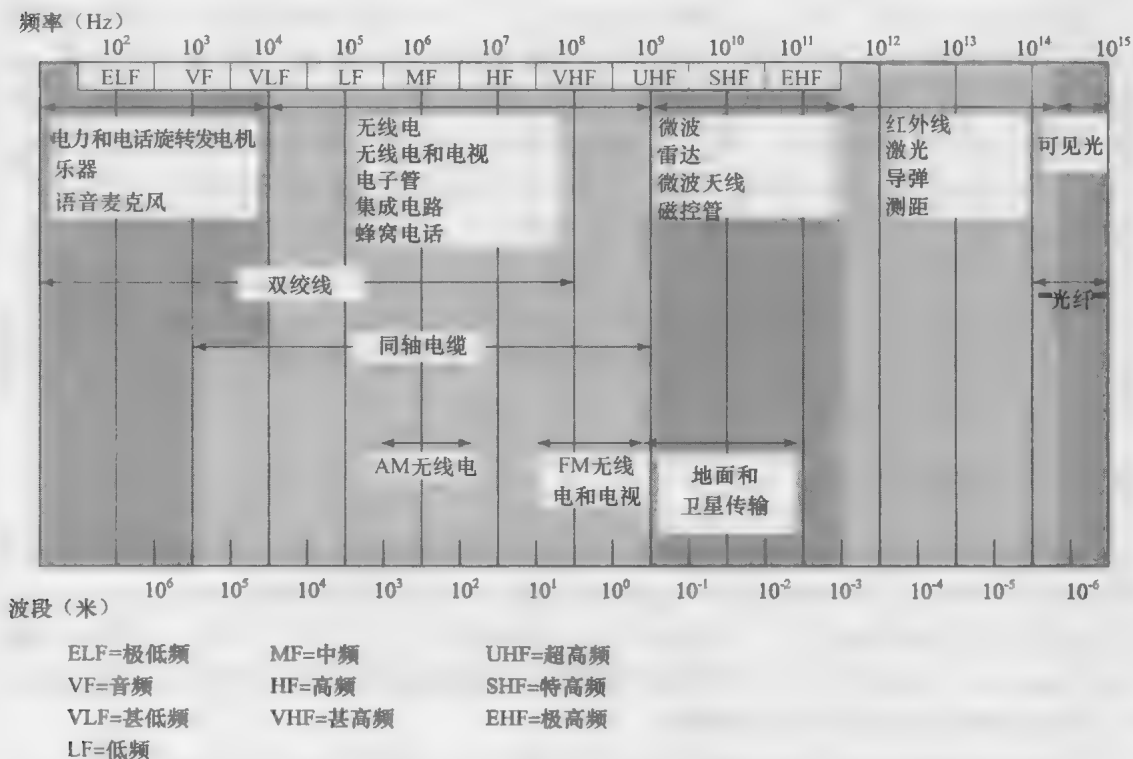 频率（Hz）
10² 10³ 10⁴ 10⁵ 10⁶ 10⁷ 10⁸ 10⁹ 10¹⁰ 10¹¹ 10¹² 10¹³ 10¹⁴ 10¹⁵
ELF VF VLF LF MF HF VHF UHF SHF EHF
电力和电话旋转发电机
乐器
语音麦克风
无线电
无线电和电视
电子管
集成电路
蜂窝电话
微波
雷达
微波天线
磁控管
红外线
激光
导弹
测距
可见光
双绞线
光纤
同轴电缆
AM无线电
FM无线
电和电视
地面和
卫星传输
10⁶ 10⁵ 10⁴ 10³ 10² 10¹ 10⁰ 10⁻¹ 10⁻² 10⁻³ 10⁻⁴ 10⁻⁵ 10⁻⁶
波段（米）
ELF=极低频 MF=中频 UHF=超高频
VF=音频 HF=高频 SHF=特高频
VLF=甚低频 VHF=甚高频 EHF=极高频
LF=低频